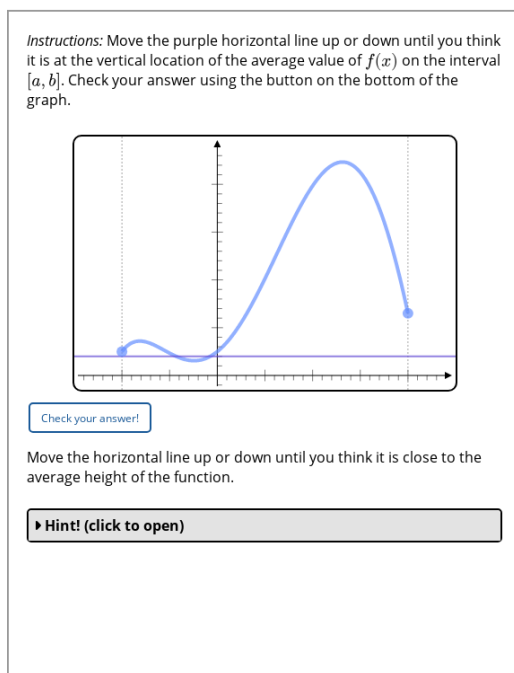 Instructions: Move the purple horizontal line up or down until you think
it is at the vertical location of the average value of f(x) on the interval
[a, b]. Check your answer using the button on the bottom of the
graph.
Check your answer!
Move the horizontal line up or down until you think it is close to the
average height of the function.
Hint! (click to open)